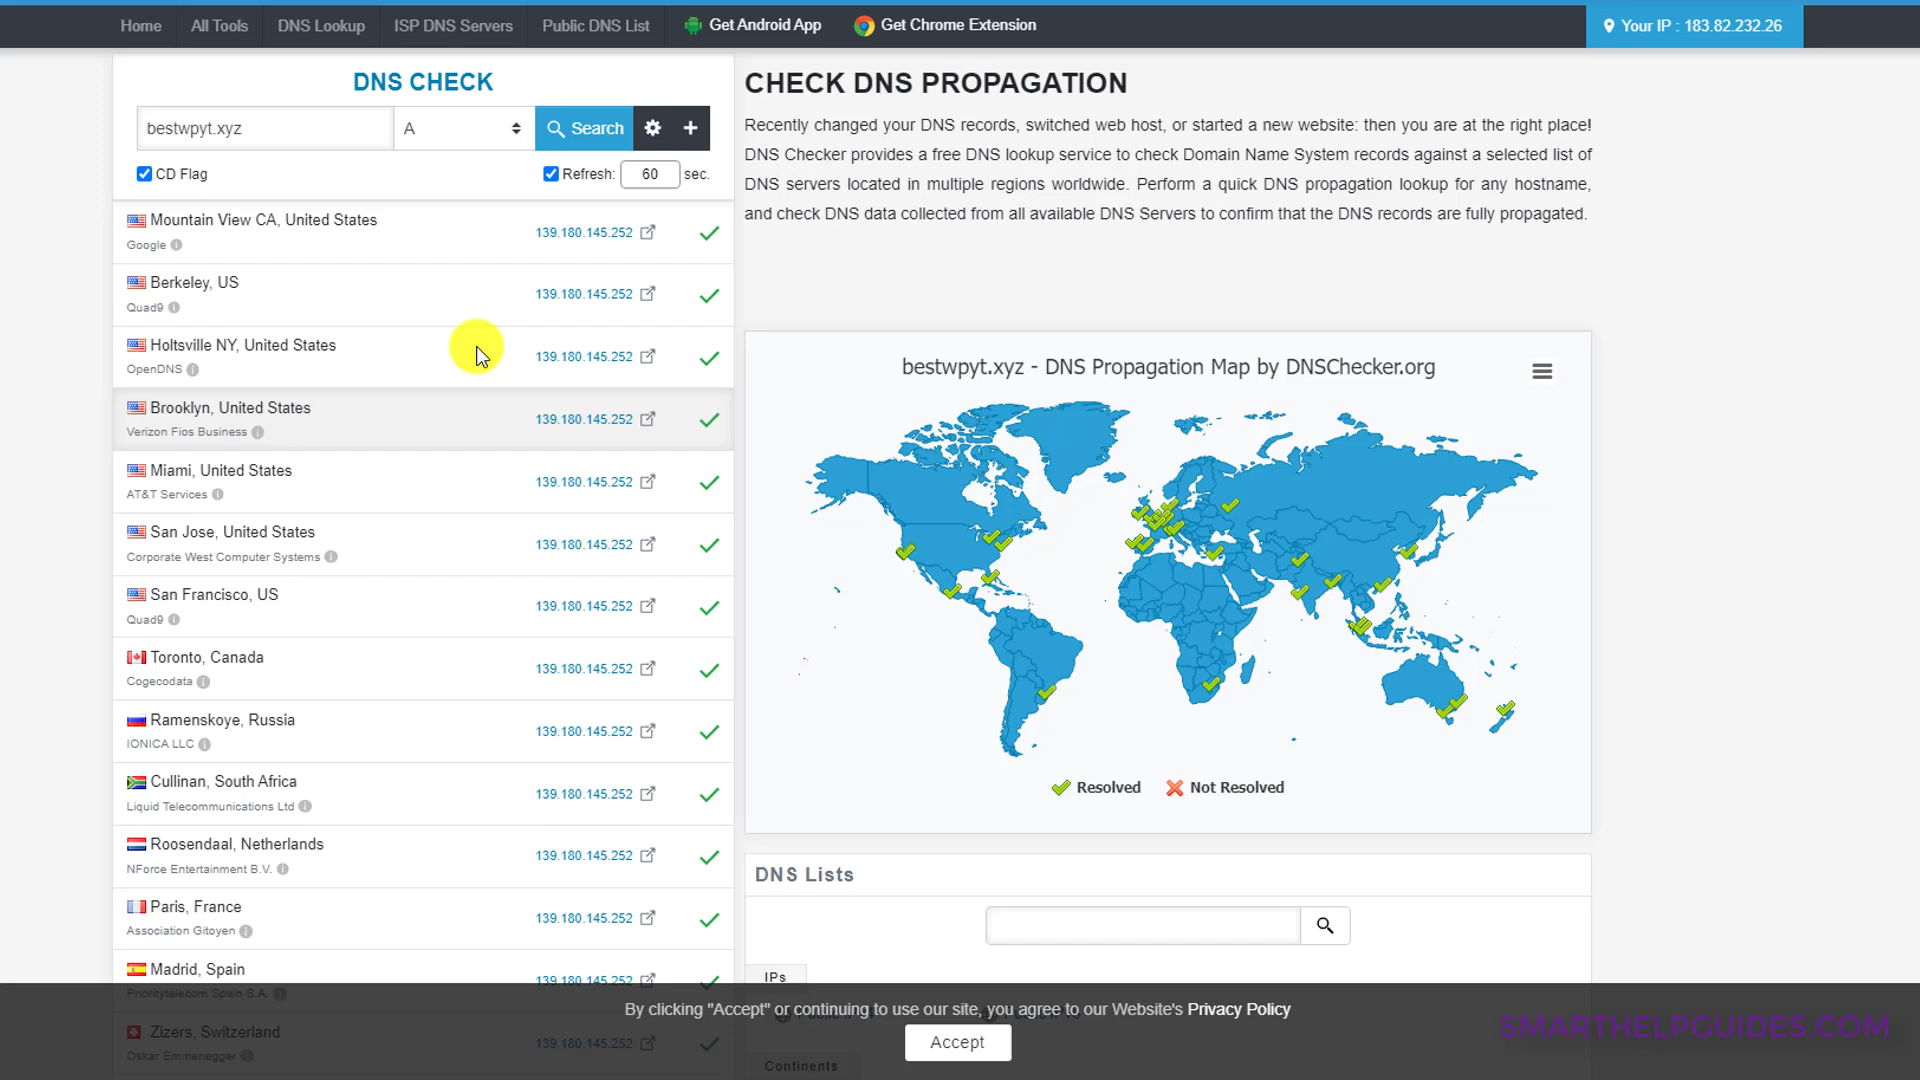 Home
All Tools
DNS Lookup
ISP DNS Servers
Public DNS List
Get Android App
Get Chrome Extension
Your IP : 183.82.232.26
DNS CHECK
bestwpyt.xyz
A
Search
CD Flag
Refresh: 60 sec.
Mountain View CA, United States
Google
139.180.145.252
Berkeley, US
Quad9
139.180.145.252
Holtsville NY, United States
OpenDNS
139.180.145.252
Brooklyn, United States
Verizon Fios Business
139.180.145.252
Miami, United States
AT&T Services
139.180.145.252
San Jose, United States
Corporate West Computer Systems
139.180.145.252
San Francisco, US
Quad9
139.180.145.252
Toronto, Canada
Cogecodata
139.180.145.252
Ramenskoye, Russia
IONICA LLC
139.180.145.252
Cullinan, South Africa
Liquid Telecommunications Ltd
139.180.145.252
Roosendaal, Netherlands
NForce Entertainment B.V.
139.180.145.252
Paris, France
Association Gitoyen
139.180.145.252
Madrid, Spain
Prioritytelecom Spain S.A.
139.180.145.252
Zizers, Switzerland
Oskar Emmenegger
139.180.145.252
CHECK DNS PROPAGATION
Recently changed your DNS records, switched web host, or started a new website: then you are at the right place!
DNS Checker provides a free DNS lookup service to check Domain Name System records against a selected list of
DNS servers located in multiple regions worldwide. Perform a quick DNS propagation lookup for any hostname,
and check DNS data collected from all available DNS Servers to confirm that the DNS records are fully propagated.
bestwpyt.xyz - DNS Propagation Map by DNSChecker.org
Resolved
Not Resolved
DNS Lists
IPs
Continents
By clicking "Accept" or continuing to use our site, you agree to our Website's Privacy Policy
Accept
SMARTHELPGUIDES.COM